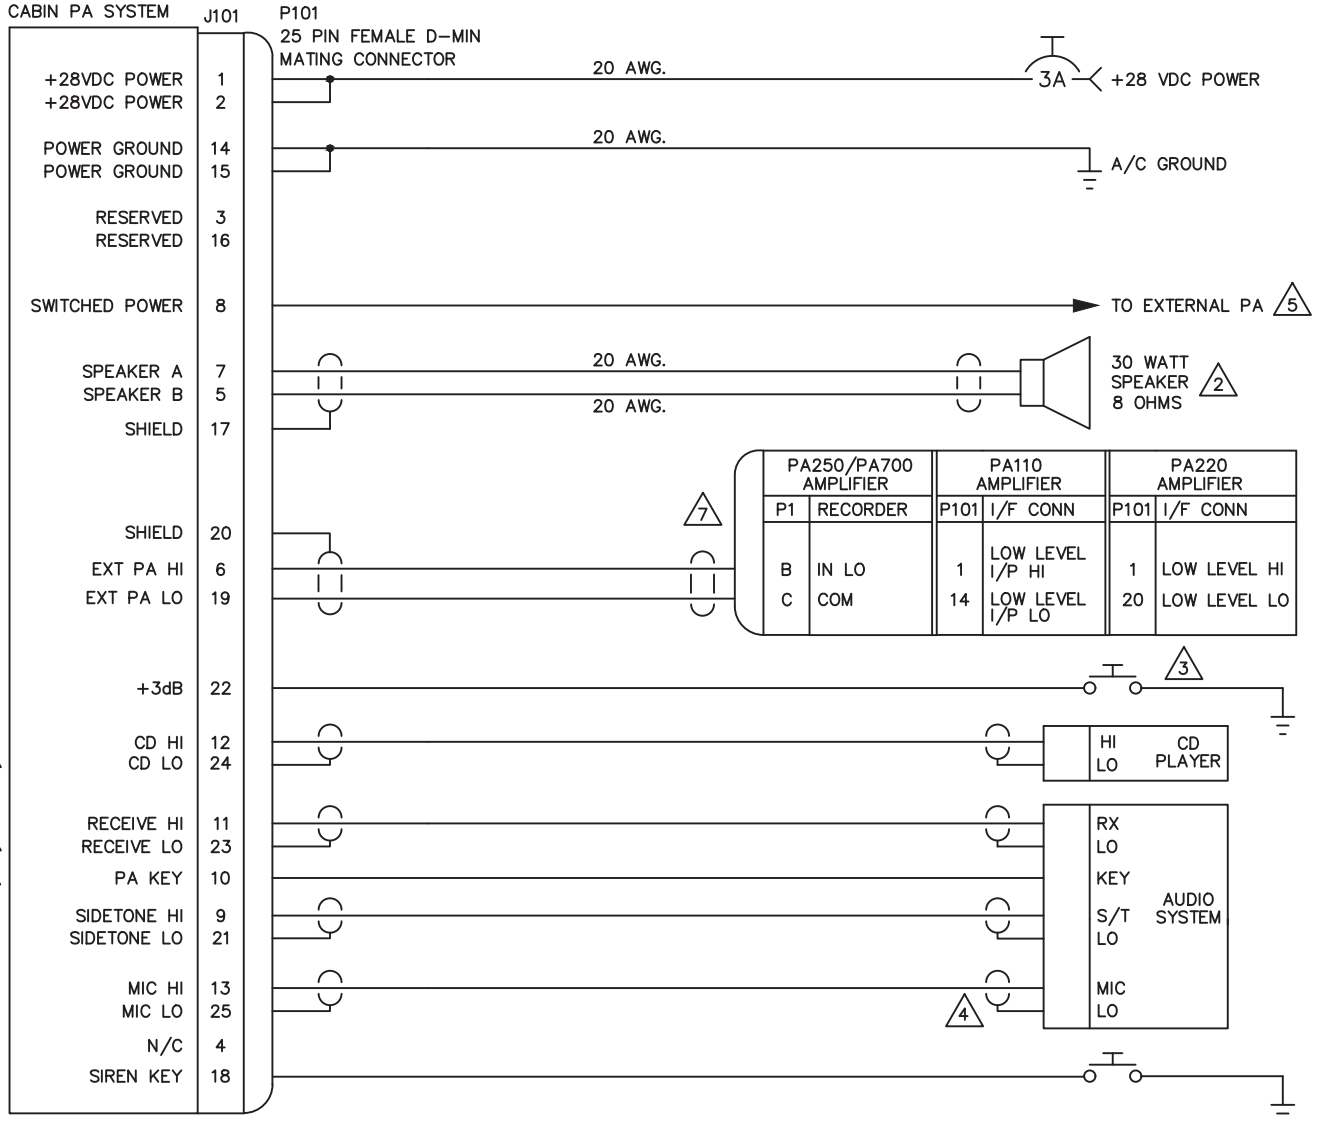 CABIN PA SYSTEM
J101
P101
25 PIN FEMALE D-MIN
MATING CONNECTOR
+28VDC POWER 1
20 AWG.
3A
+28 VDC POWER
+28VDC POWER 2
POWER GROUND 14
20 AWG.
A/C GROUND
POWER GROUND 15
RESERVED 3
RESERVED 16
SWITCHED POWER 8
TO EXTERNAL PA 5
SPEAKER A 7
20 AWG.
SPEAKER B 5
20 AWG.
30 WATT
SPEAKER 2
8 OHMS
SHIELD 17
7
PA250/PA700
AMPLIFIER
PA110
AMPLIFIER
PA220
AMPLIFIER
P1 RECORDER
P101 I/F CONN
P101 I/F CONN
SHIELD 20
EXT PA HI 6
B IN LO
1 LOW LEVEL
I/P HI
1 LOW LEVEL HI
EXT PA LO 19
C COM
14 LOW LEVEL
I/P LO
20 LOW LEVEL LO
+3dB 22
3
CD HI 12
HI
CD LO 24
LO
CD
PLAYER
RECEIVE HI 11
RX
RECEIVE LO 23
LO
PA KEY 10
KEY
AUDIO
SYSTEM
SIDETONE HI 9
S/T
SIDETONE LO 21
LO
MIC HI 13
MIC
MIC LO 25
4
LO
N/C 4
SIREN KEY 18